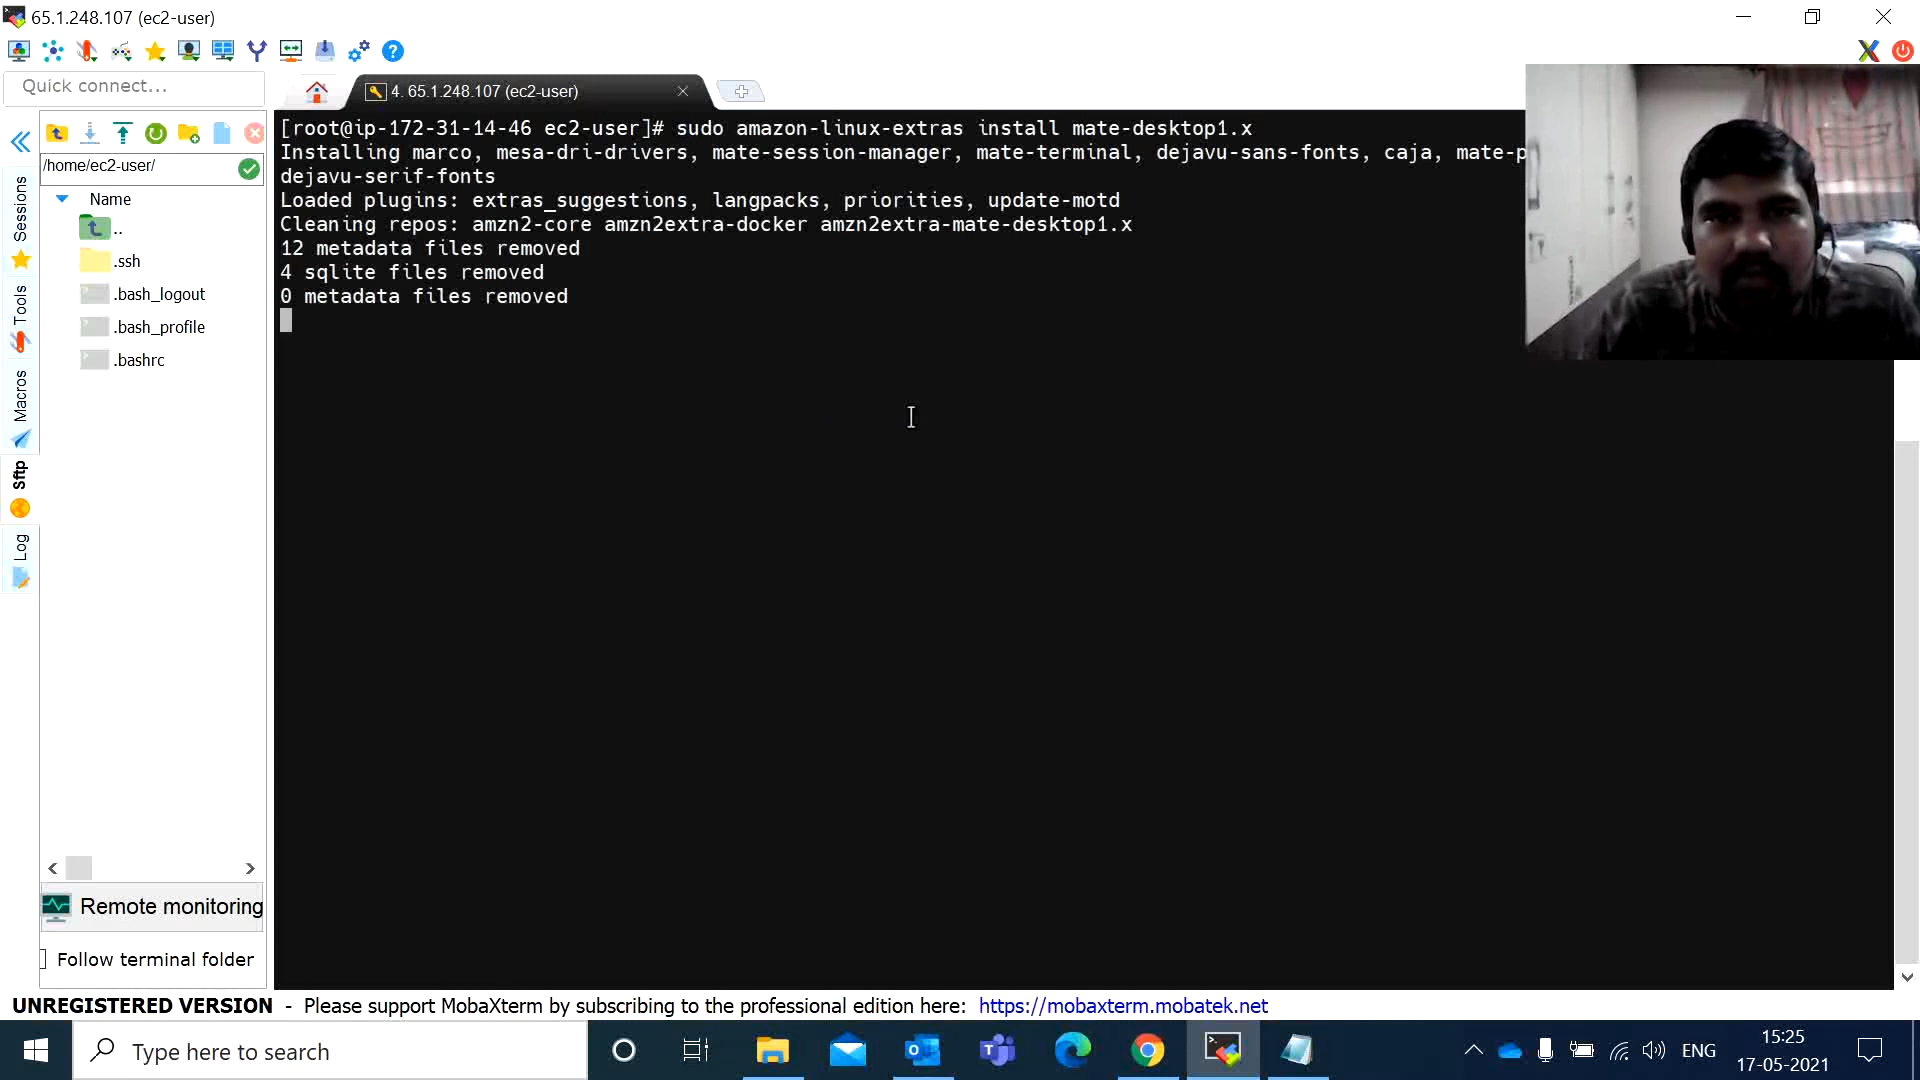 65.1.248.107 (ec2-user)
Quick connect...
4. 65.1.248.107 (ec2-user)
/home/ec2-user/
Name
..
.ssh
.bash_logout
.bash_profile
.bashrc
Sessions
Tools
Macros
Sftp
Log
[root@ip-172-31-14-46 ec2-user]# sudo amazon-linux-extras install mate-desktop1.x
Installing marco, mesa-dri-drivers, mate-session-manager, mate-terminal, dejavu-sans-fonts, caja, mate-p
dejavu-serif-fonts
Loaded plugins: extras_suggestions, langpacks, priorities, update-motd
Cleaning repos: amzn2-core amzn2extra-docker amzn2extra-mate-desktop1.x
12 metadata files removed
4 sqlite files removed
0 metadata files removed
Remote monitoring
Follow terminal folder
UNREGISTERED VERSION - Please support MobaXterm by subscribing to the professional edition here: https://mobaxterm.mobatek.net
Type here to search
ENG
15:25
17-05-2021